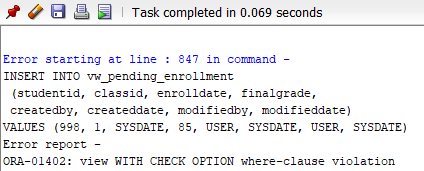 Task completed in 0.069 seconds
Error starting at line : 847 in command -
INSERT INTO vw_pending_enrollment
(studentid, classid, enrolldate, finalgrade,
createdby, createddate, modifiedby, modifieddate)
VALUES (998, 1, SYSDATE, 85, USER, SYSDATE, USER, SYSDATE)
Error report -
ORA-01402: view WITH CHECK OPTION where-clause violation